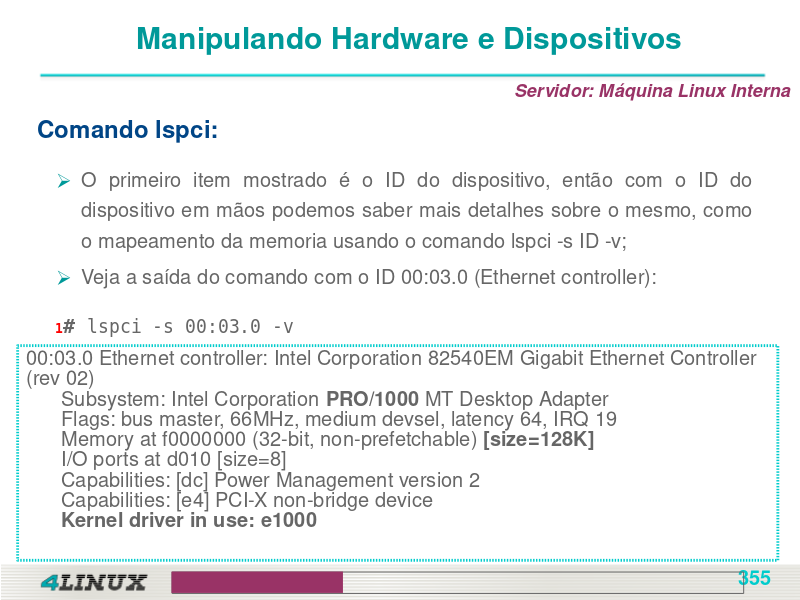 Manipulando Hardware e Dispositivos
Servidor: Máquina Linux Interna
Comando lspci:
O primeiro item mostrado é o ID do dispositivo, então com o ID do
dispositivo em mãos podemos saber mais detalhes sobre o mesmo, como
o mapeamento da memoria usando o comando lspci -s ID -v;
Veja a saída do comando com o ID 00:03.0 (Ethernet controller):
1# lspci -s 00:03.0 -v
00:03.0 Ethernet controller: Intel Corporation 82540EM Gigabit Ethernet Controller
(rev 02)
Subsystem: Intel Corporation PRO/1000 MT Desktop Adapter
Flags: bus master, 66MHz, medium devsel, latency 64, IRQ 19
Memory at f0000000 (32-bit, non-prefetchable) [size=128K]
I/O ports at d010 [size=8]
Capabilities: [dc] Power Management version 2
Capabilities: [e4] PCI-X non-bridge device
Kernel driver in use: e1000
4LINUX
355